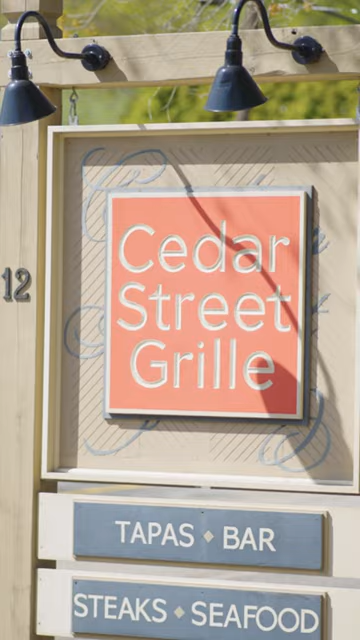 12
Cedar
Street
Grille
TAPAS ◆ BAR
STEAKS ◆ SEAFOOD